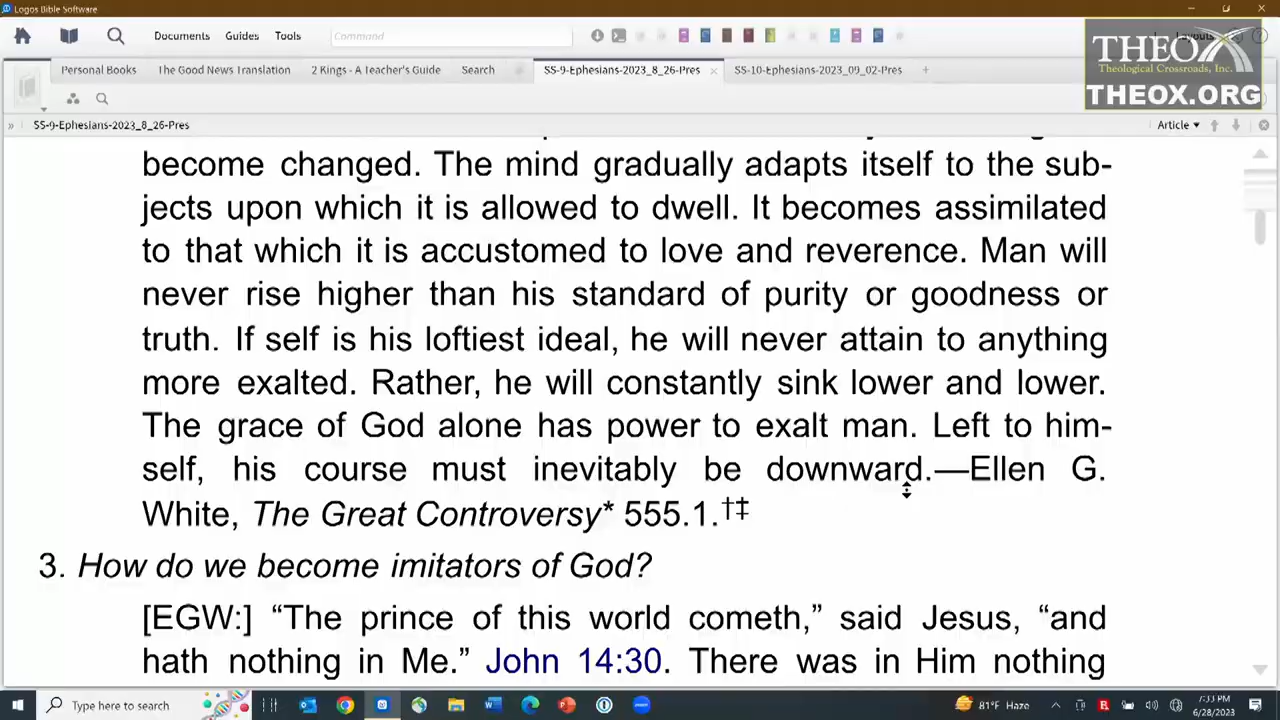 Logos Bible Software
Documents Guides Tools Command
THEOX
Theological Crossroads, Inc.
THEOX.ORG
Personal Books The Good News Translation 2 Kings - A Teacher's Gui Search SS-9-Ephesians-2023_8_26-Pres SS-10-Ephesians-2023_09_02-Pres
SS-9-Ephesians-2023_8_26-Pres Article
become changed. The mind gradually adapts itself to the sub-
jects upon which it is allowed to dwell. It becomes assimilated
to that which it is accustomed to love and reverence. Man will
never rise higher than his standard of purity or goodness or
truth. If self is his loftiest ideal, he will never attain to anything
more exalted. Rather, he will constantly sink lower and lower.
The grace of God alone has power to exalt man. Left to him-
self, his course must inevitably be downward.—Ellen G.
White, The Great Controversy* 555.1.†‡
3. How do we become imitators of God?
[EGW:] “The prince of this world cometh,” said Jesus, “and
hath nothing in Me.” John 14:30. There was in Him nothing
Type here to search 81°F Haze 7:33 PM
6/28/2023